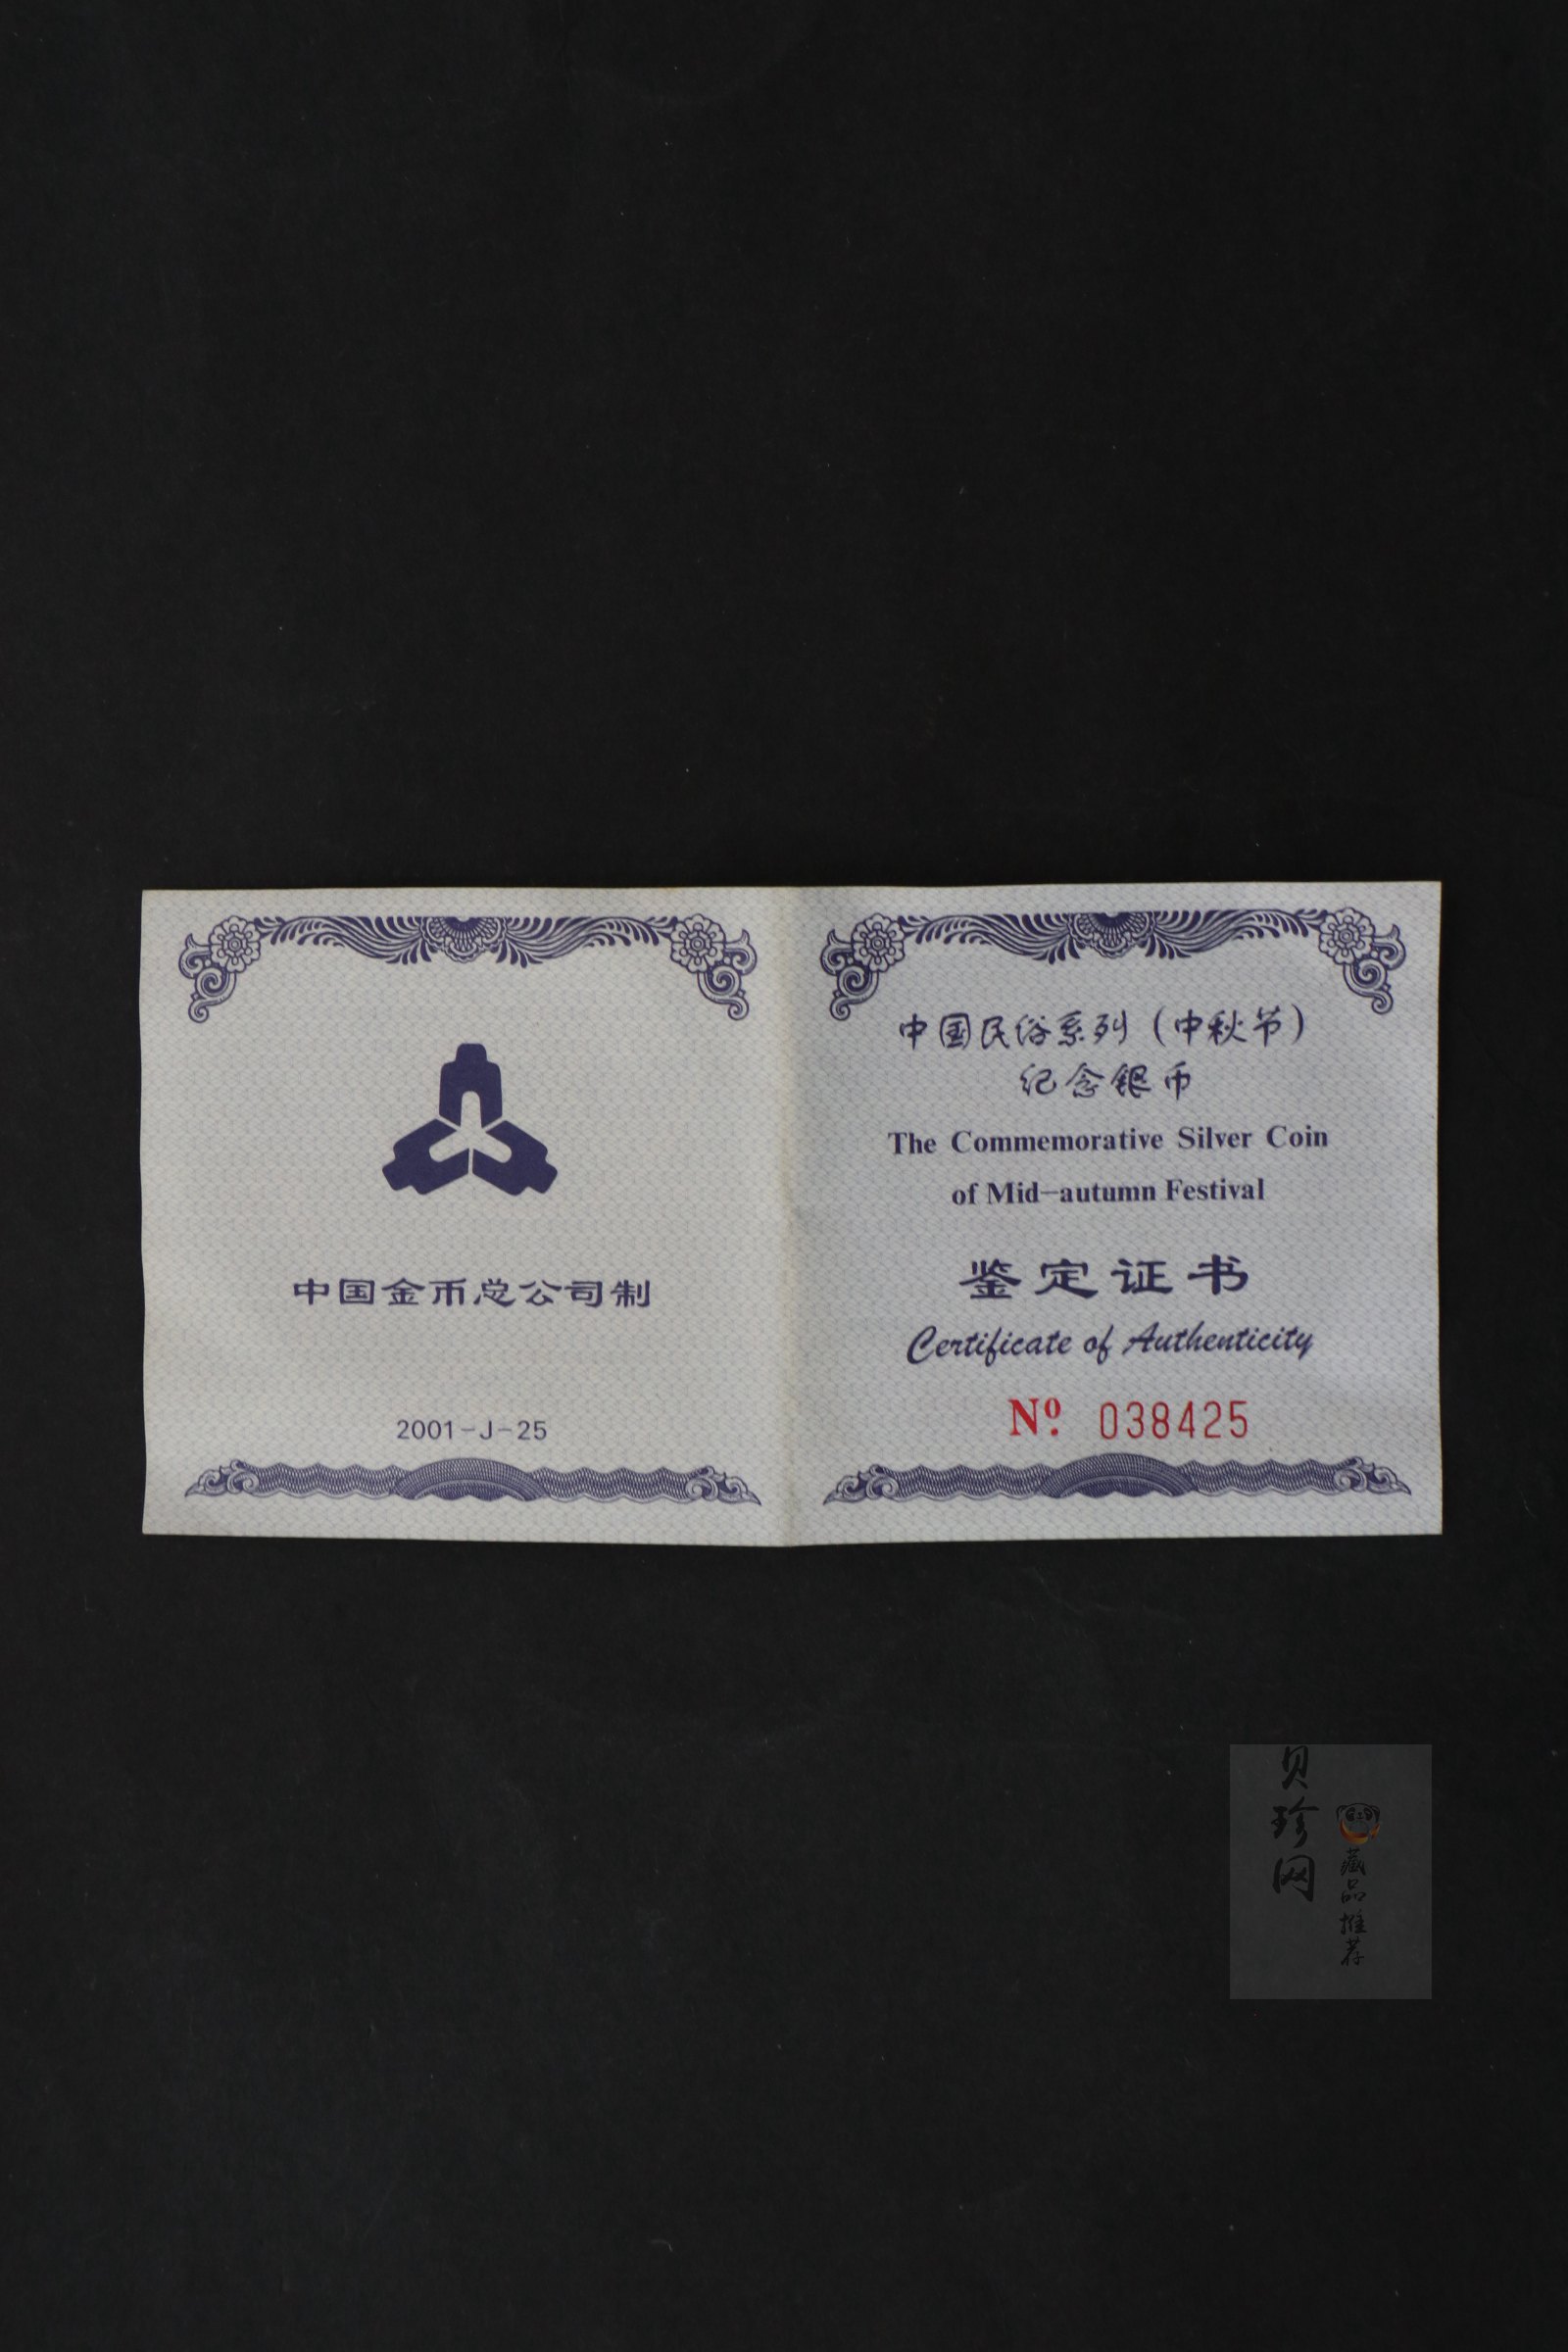 中国金币总公司制
2001-J-25
中国民俗系列（中秋节）
纪念银币
The Commemorative Silver Coin
of Mid-autumn Festival
鉴定证书
Certificate of Authenticity
Nº. 038425
贝珍网
藏品推荐